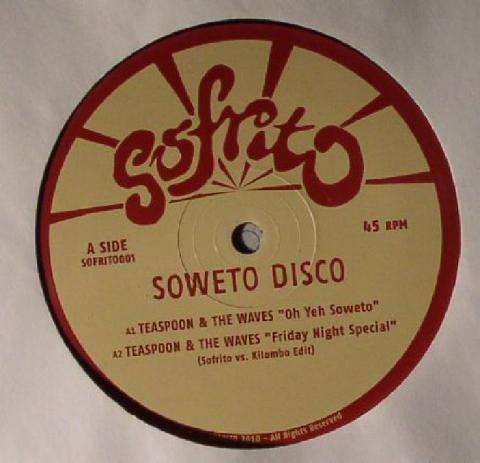 Sofrito
A SIDE
SOFRITO001
45 RPM
SOWETO DISCO
A1 TEASPOON & THE WAVES "Oh Yeh Soweto"
A2 TEASPOON & THE WAVES "Friday Night Special"
(Sofrito vs. Kilombo Edit)
2010 - All Rights Reserved